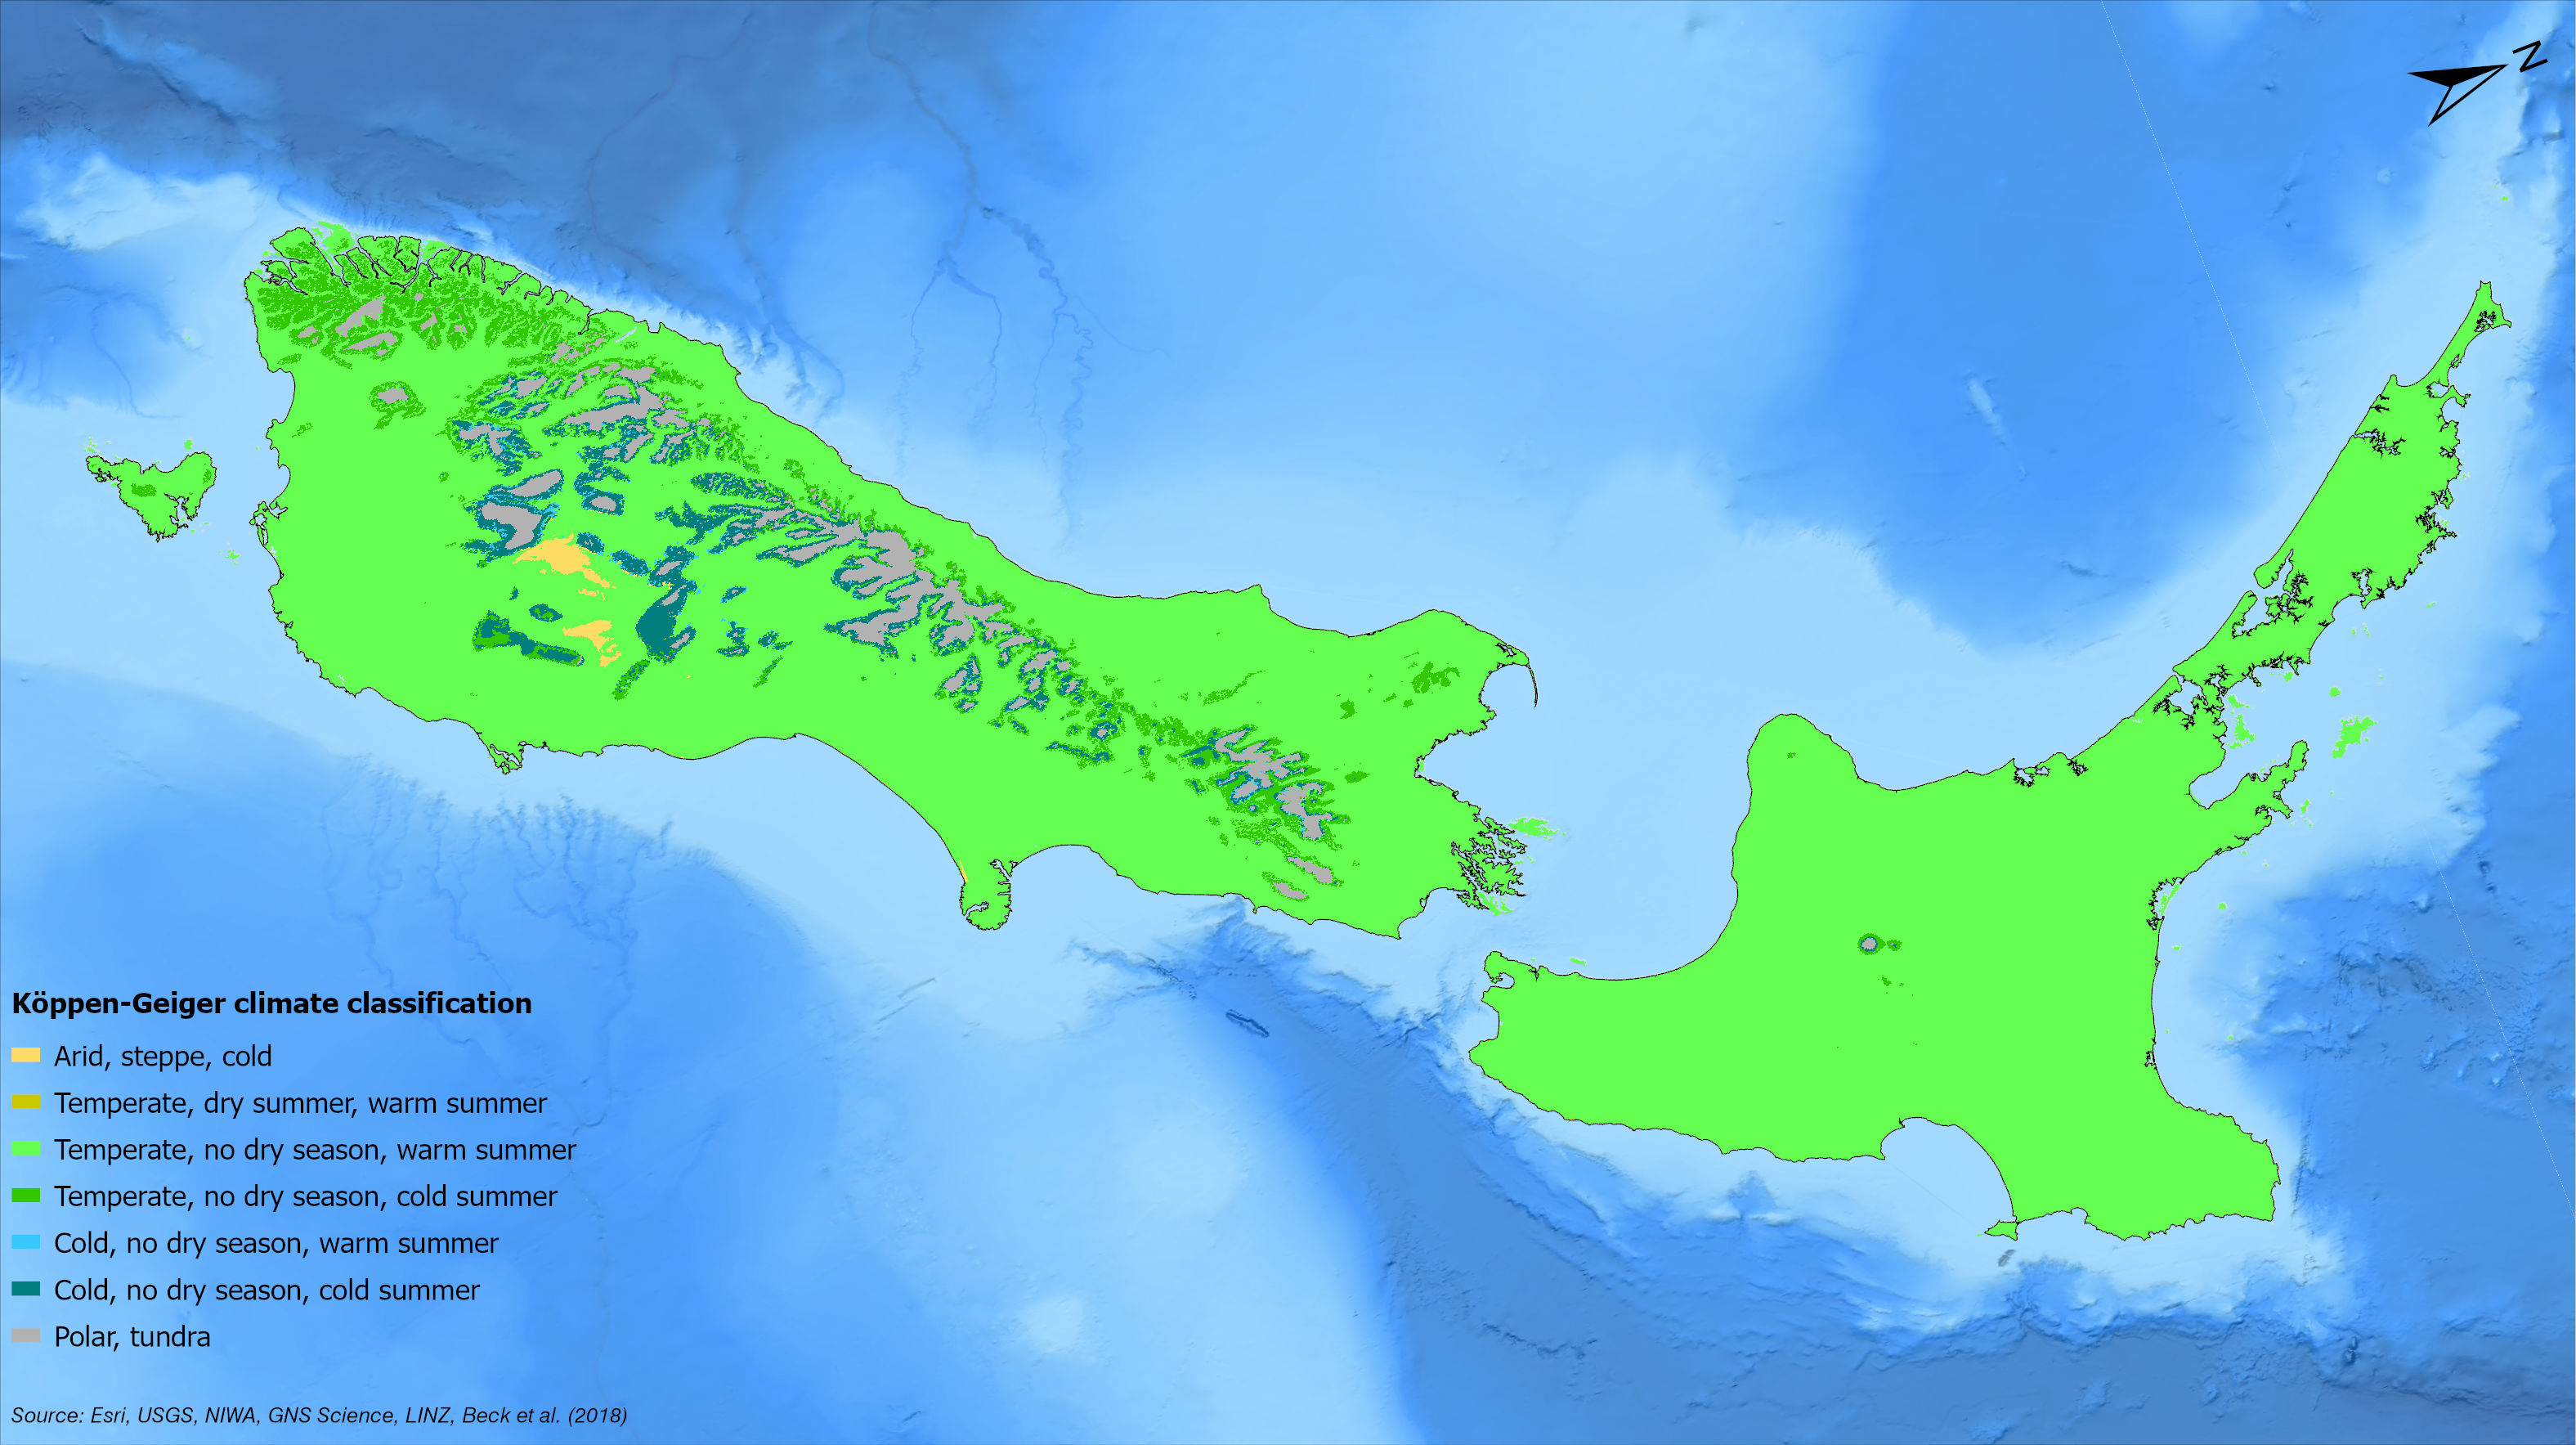 N
Köppen-Geiger climate classification
Arid, steppe, cold
Temperate, dry summer, warm summer
Temperate, no dry season, warm summer
Temperate, no dry season, cold summer
Cold, no dry season, warm summer
Cold, no dry season, cold summer
Polar, tundra
Source: Esri, USGS, NIWA, GNS Science, LINZ, Beck et al. (2018)